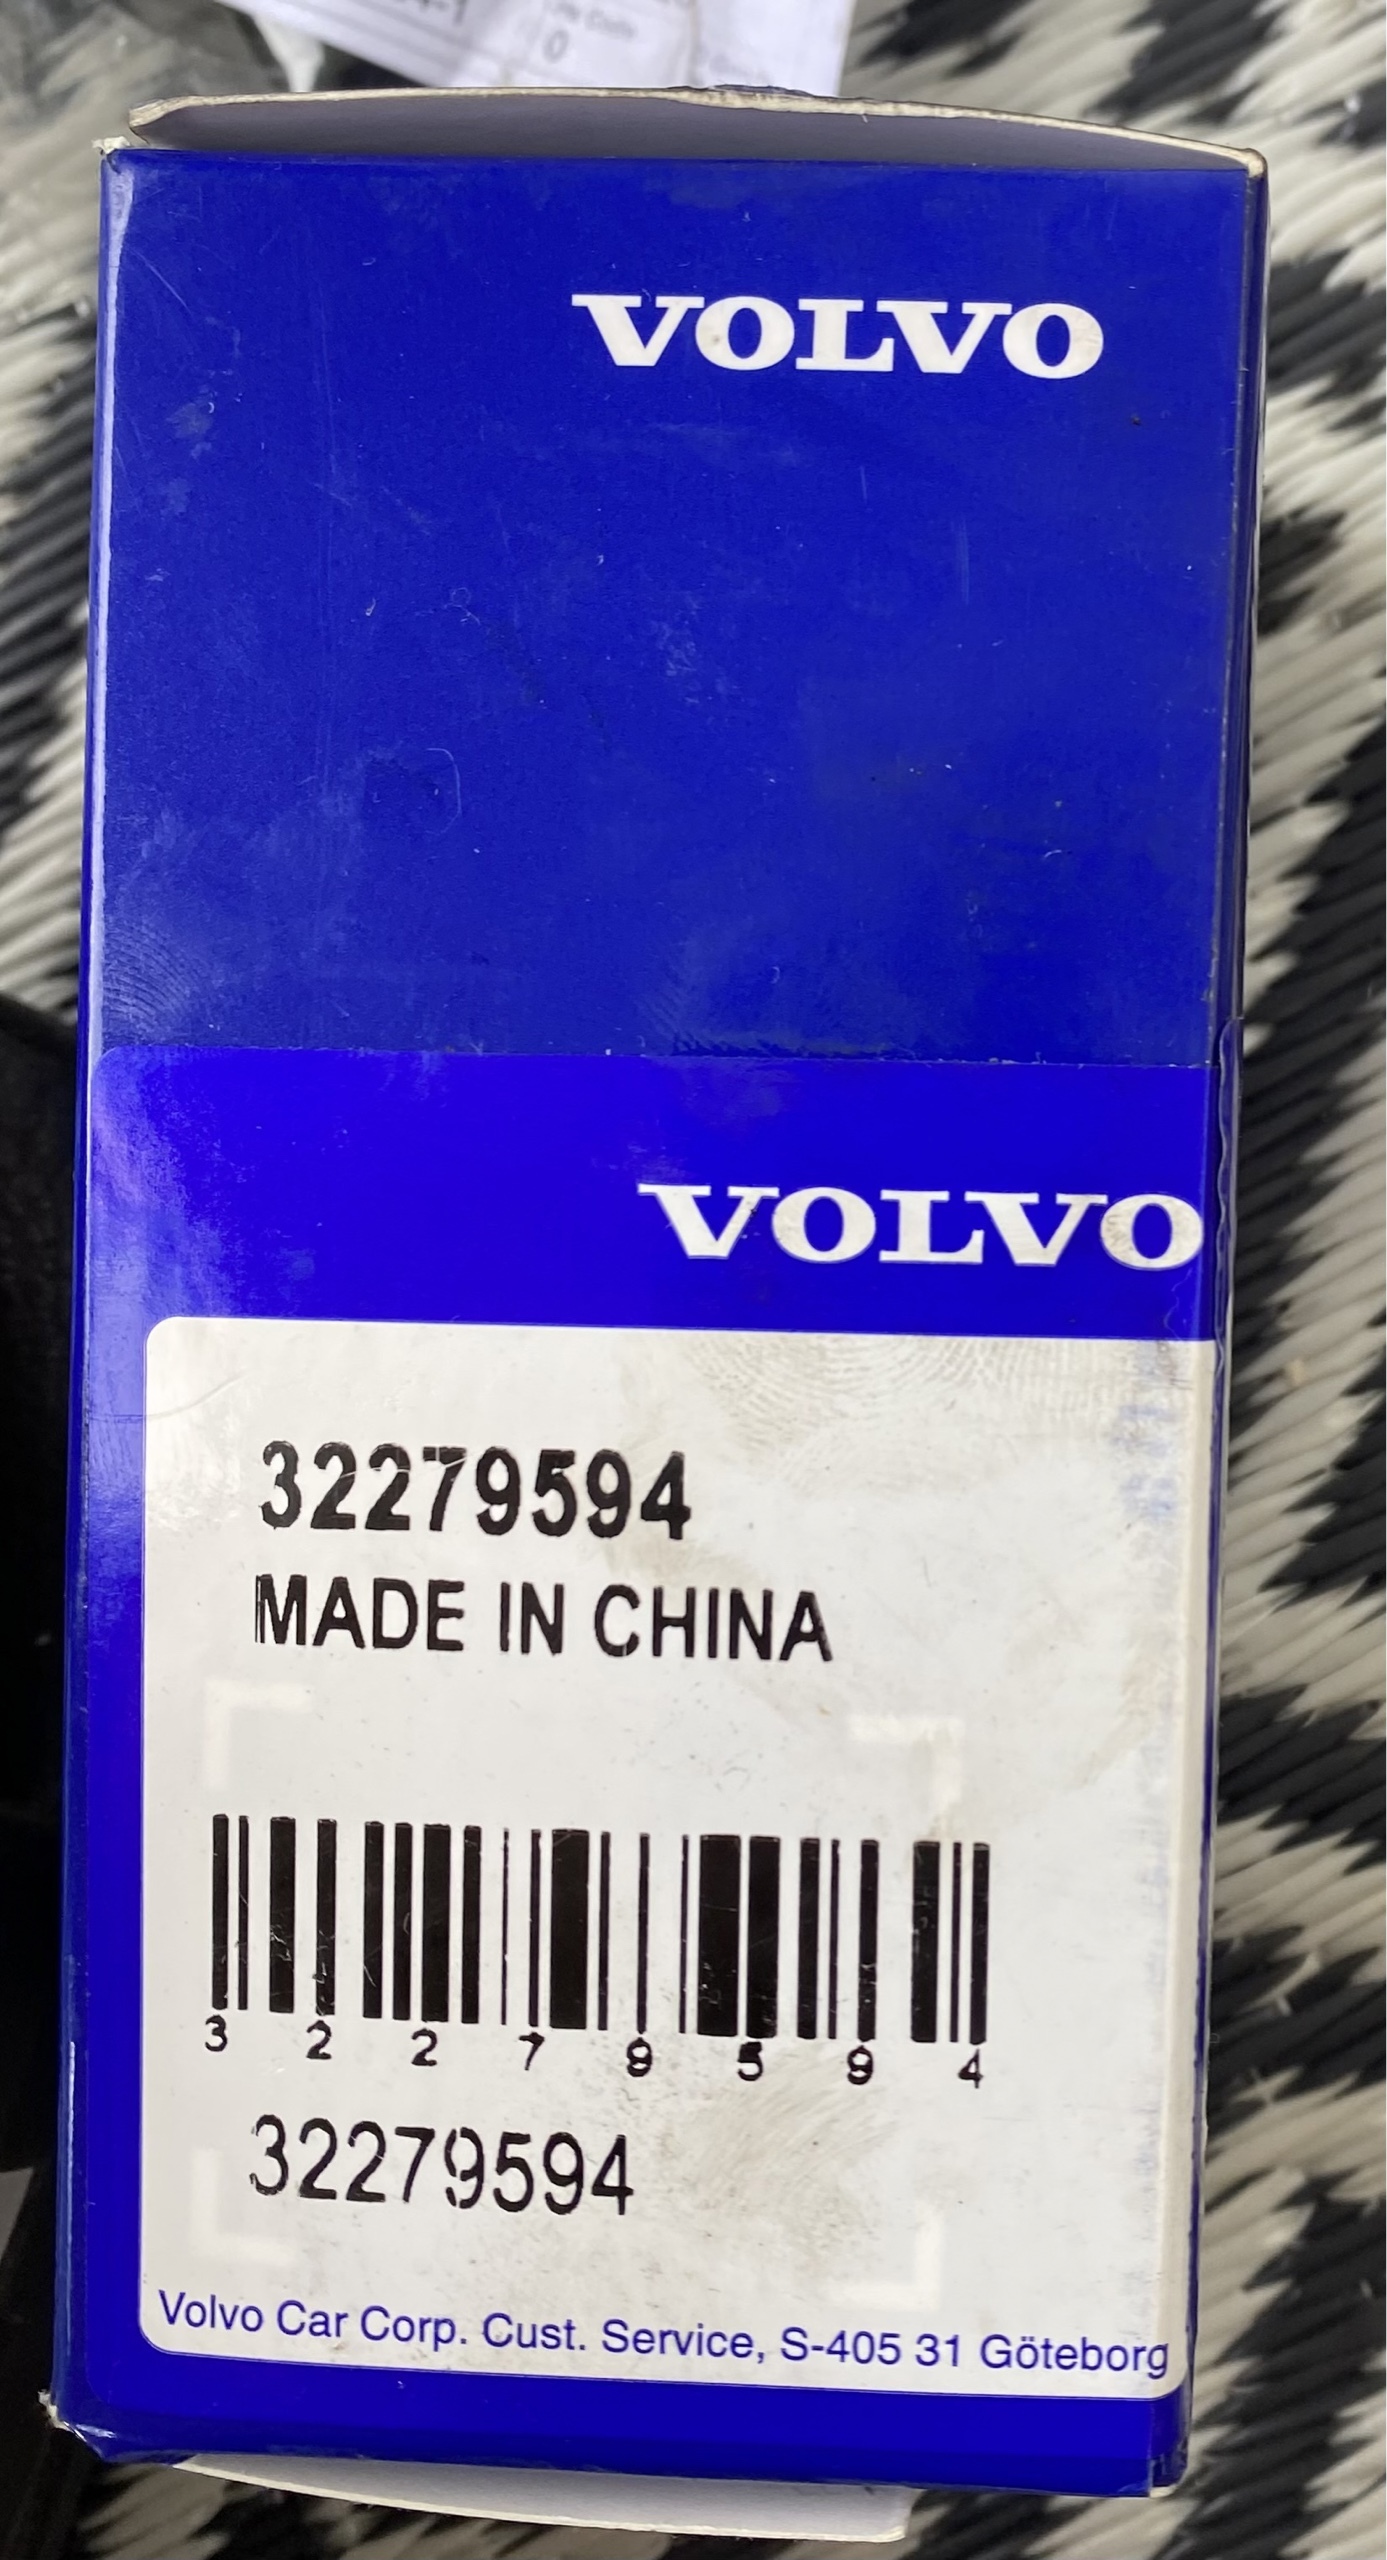 0
VOLVO
VOLVO
32279594
MADE IN CHINA
3 2 2 7 9 5 9 4
32279594
Volvo Car Corp. Cust. Service, S-405 31 Göteborg